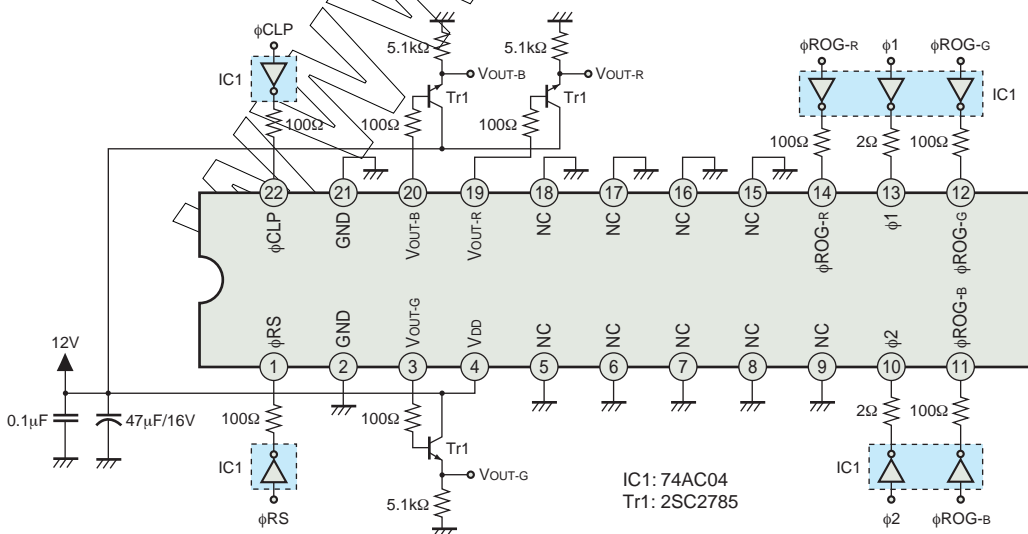 φCLP
IC1
100Ω
5.1kΩ
VOUT-B
Tr1
100Ω
5.1kΩ
VOUT-R
Tr1
100Ω
φROG-R
φ1
φROG-G
IC1
100Ω
2Ω
100Ω
22
21
20
19
18
17
16
15
14
13
12
φCLP
GND
VOUT-B
VOUT-R
NC
NC
NC
NC
φROG-R
φ1
φROG-G
φRS
GND
VOUT-G
VDD
NC
NC
NC
NC
NC
φ2
φROG-B
1
2
3
4
5
6
7
8
9
10
11
12V
0.1μF
47μF/16V
100Ω
IC1
φRS
100Ω
Tr1
VOUT-G
5.1kΩ
IC1: 74AC04
Tr1: 2SC2785
2Ω
100Ω
IC1
φ2
φROG-B